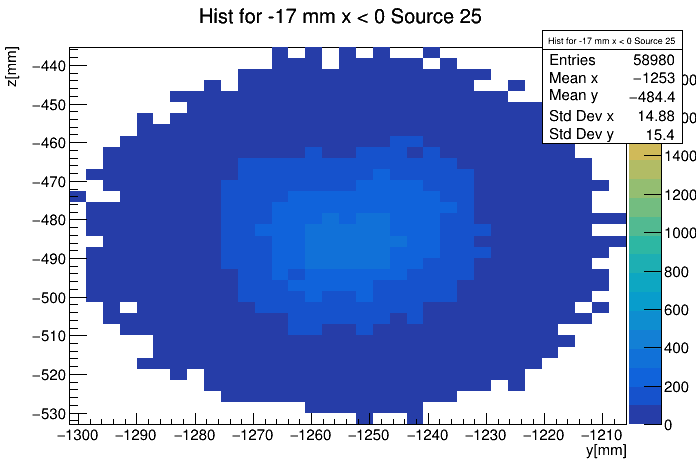 Hist for -17 mm x < 0 Source 25
z[mm]
Hist for -17 mm x < 0 Source 25
Entries 58980
Mean x −1253
Mean y −484.4
Std Dev x 14.88
Std Dev y 15.4
−440
−450
−460
−470
−480
−490
−500
−510
−520
−530
−1300 −1290 −1280 −1270 −1260 −1250 −1240 −1230 −1220 −1210
y[mm]
1400
1200
1000
800
600
400
200
0